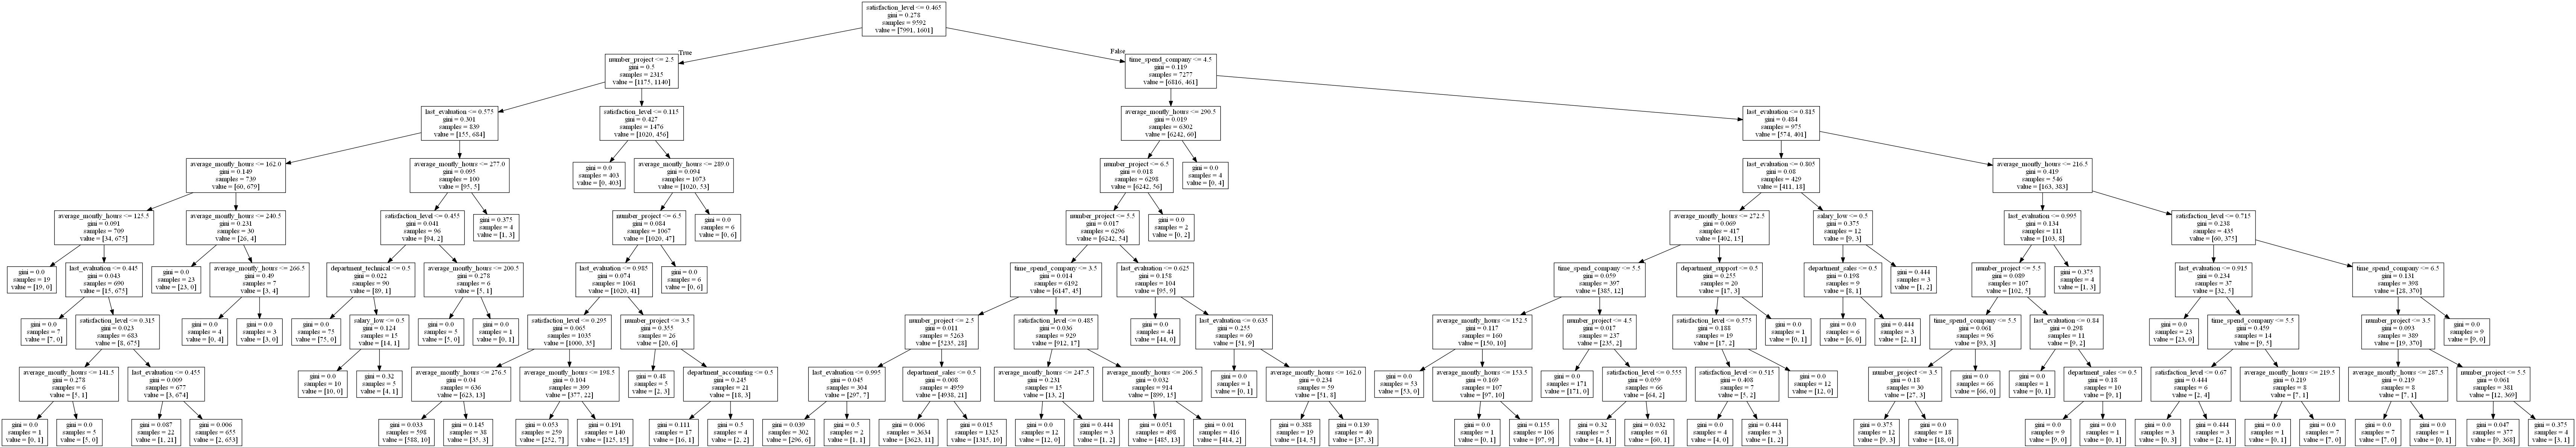 satisfaction_level <= 0.465
gini = 0.278
samples = 9592
value = [7991, 1601]
True
False
number_project <= 2.5
gini = 0.5
samples = 2315
value = [1175, 1140]
time_spend_company <= 4.5
gini = 0.119
samples = 7277
value = [6816, 461]
last_evaluation <= 0.575
gini = 0.301
samples = 839
value = [155, 684]
satisfaction_level <= 0.115
gini = 0.427
samples = 1476
value = [1020, 456]
average_montly_hours <= 290.5
gini = 0.019
samples = 6302
value = [6242, 60]
last_evaluation <= 0.815
gini = 0.484
samples = 975
value = [574, 401]
average_montly_hours <= 162.0
gini = 0.149
samples = 739
value = [60, 679]
average_montly_hours <= 277.0
gini = 0.095
samples = 100
value = [95, 5]
gini = 0.0
samples = 403
value = [0, 403]
average_montly_hours <= 289.0
gini = 0.094
samples = 1073
value = [1020, 53]
number_project <= 6.5
gini = 0.018
samples = 6298
value = [6242, 56]
gini = 0.0
samples = 4
value = [0, 4]
last_evaluation <= 0.805
gini = 0.08
samples = 429
value = [411, 18]
average_montly_hours <= 216.5
gini = 0.419
samples = 546
value = [163, 383]
average_montly_hours <= 125.5
gini = 0.091
samples = 709
value = [34, 675]
average_montly_hours <= 240.5
gini = 0.231
samples = 30
value = [26, 4]
satisfaction_level <= 0.455
gini = 0.041
samples = 96
value = [94, 2]
gini = 0.375
samples = 4
value = [1, 3]
number_project <= 6.5
gini = 0.084
samples = 1067
value = [1020, 47]
gini = 0.0
samples = 6
value = [0, 6]
number_project <= 5.5
gini = 0.017
samples = 6296
value = [6242, 54]
gini = 0.0
samples = 2
value = [0, 2]
average_montly_hours <= 272.5
gini = 0.069
samples = 417
value = [402, 15]
salary_low <= 0.5
gini = 0.375
samples = 12
value = [9, 3]
last_evaluation <= 0.995
gini = 0.134
samples = 111
value = [103, 8]
satisfaction_level <= 0.715
gini = 0.238
samples = 435
value = [60, 375]
gini = 0.0
samples = 19
value = [19, 0]
last_evaluation <= 0.445
gini = 0.043
samples = 690
value = [15, 675]
gini = 0.0
samples = 23
value = [23, 0]
average_montly_hours <= 266.5
gini = 0.49
samples = 7
value = [3, 4]
department_technical <= 0.5
gini = 0.022
samples = 90
value = [89, 1]
average_montly_hours <= 200.5
gini = 0.278
samples = 6
value = [5, 1]
last_evaluation <= 0.985
gini = 0.074
samples = 1061
value = [1020, 41]
gini = 0.0
samples = 6
value = [0, 6]
time_spend_company <= 3.5
gini = 0.014
samples = 6192
value = [6147, 45]
last_evaluation <= 0.625
gini = 0.158
samples = 104
value = [95, 9]
time_spend_company <= 5.5
gini = 0.059
samples = 397
value = [385, 12]
department_support <= 0.5
gini = 0.255
samples = 20
value = [17, 3]
department_sales <= 0.5
gini = 0.198
samples = 9
value = [8, 1]
gini = 0.444
samples = 3
value = [1, 2]
number_project <= 5.5
gini = 0.089
samples = 107
value = [102, 5]
gini = 0.375
samples = 4
value = [1, 3]
last_evaluation <= 0.915
gini = 0.234
samples = 37
value = [32, 5]
time_spend_company <= 6.5
gini = 0.131
samples = 398
value = [28, 370]
gini = 0.0
samples = 7
value = [7, 0]
satisfaction_level <= 0.315
gini = 0.023
samples = 683
value = [8, 675]
gini = 0.0
samples = 4
value = [0, 4]
gini = 0.0
samples = 3
value = [3, 0]
gini = 0.0
samples = 75
value = [75, 0]
salary_low <= 0.5
gini = 0.124
samples = 15
value = [14, 1]
gini = 0.0
samples = 5
value = [5, 0]
gini = 0.0
samples = 1
value = [0, 1]
satisfaction_level <= 0.295
gini = 0.065
samples = 1035
value = [1000, 35]
number_project <= 3.5
gini = 0.355
samples = 26
value = [20, 6]
number_project <= 2.5
gini = 0.011
samples = 5263
value = [5235, 28]
satisfaction_level <= 0.485
gini = 0.036
samples = 929
value = [912, 17]
gini = 0.0
samples = 44
value = [44, 0]
last_evaluation <= 0.635
gini = 0.255
samples = 60
value = [51, 9]
average_montly_hours <= 152.5
gini = 0.117
samples = 160
value = [150, 10]
number_project <= 4.5
gini = 0.017
samples = 237
value = [235, 2]
satisfaction_level <= 0.575
gini = 0.188
samples = 19
value = [17, 2]
gini = 0.0
samples = 1
value = [0, 1]
gini = 0.0
samples = 6
value = [6, 0]
gini = 0.444
samples = 3
value = [2, 1]
time_spend_company <= 5.5
gini = 0.061
samples = 96
value = [93, 3]
last_evaluation <= 0.84
gini = 0.298
samples = 11
value = [9, 2]
gini = 0.0
samples = 23
value = [23, 0]
time_spend_company <= 5.5
gini = 0.459
samples = 14
value = [9, 5]
number_project <= 3.5
gini = 0.093
samples = 389
value = [19, 370]
gini = 0.0
samples = 9
value = [9, 0]
average_montly_hours <= 141.5
gini = 0.278
samples = 6
value = [5, 1]
last_evaluation <= 0.455
gini = 0.009
samples = 677
value = [3, 674]
gini = 0.0
samples = 10
value = [10, 0]
gini = 0.32
samples = 5
value = [4, 1]
average_montly_hours <= 276.5
gini = 0.04
samples = 636
value = [623, 13]
average_montly_hours <= 198.5
gini = 0.104
samples = 399
value = [377, 22]
gini = 0.48
samples = 5
value = [2, 3]
department_accounting <= 0.5
gini = 0.245
samples = 21
value = [18, 3]
last_evaluation <= 0.995
gini = 0.045
samples = 304
value = [297, 7]
department_sales <= 0.5
gini = 0.008
samples = 4959
value = [4938, 21]
average_montly_hours <= 247.5
gini = 0.231
samples = 15
value = [13, 2]
average_montly_hours <= 206.5
gini = 0.032
samples = 914
value = [899, 15]
gini = 0.0
samples = 1
value = [0, 1]
average_montly_hours <= 162.0
gini = 0.234
samples = 59
value = [51, 8]
gini = 0.0
samples = 53
value = [53, 0]
average_montly_hours <= 153.5
gini = 0.169
samples = 107
value = [97, 10]
gini = 0.0
samples = 171
value = [171, 0]
satisfaction_level <= 0.555
gini = 0.059
samples = 66
value = [64, 2]
satisfaction_level <= 0.515
gini = 0.408
samples = 7
value = [5, 2]
gini = 0.0
samples = 12
value = [12, 0]
number_project <= 3.5
gini = 0.18
samples = 30
value = [27, 3]
gini = 0.0
samples = 66
value = [66, 0]
gini = 0.0
samples = 1
value = [0, 1]
department_sales <= 0.5
gini = 0.18
samples = 10
value = [9, 1]
satisfaction_level <= 0.67
gini = 0.444
samples = 6
value = [2, 4]
average_montly_hours <= 219.5
gini = 0.219
samples = 8
value = [7, 1]
average_montly_hours <= 287.5
gini = 0.219
samples = 8
value = [7, 1]
number_project <= 5.5
gini = 0.061
samples = 381
value = [12, 369]
gini = 0.0
samples = 1
value = [0, 1]
gini = 0.0
samples = 5
value = [5, 0]
gini = 0.087
samples = 22
value = [1, 21]
gini = 0.006
samples = 655
value = [2, 653]
gini = 0.033
samples = 598
value = [588, 10]
gini = 0.145
samples = 38
value = [35, 3]
gini = 0.053
samples = 259
value = [252, 7]
gini = 0.191
samples = 140
value = [125, 15]
gini = 0.111
samples = 17
value = [16, 1]
gini = 0.5
samples = 4
value = [2, 2]
gini = 0.039
samples = 302
value = [296, 6]
gini = 0.5
samples = 2
value = [1, 1]
gini = 0.006
samples = 3634
value = [3623, 11]
gini = 0.015
samples = 1325
value = [1315, 10]
gini = 0.0
samples = 12
value = [12, 0]
gini = 0.444
samples = 3
value = [1, 2]
gini = 0.051
samples = 498
value = [485, 13]
gini = 0.01
samples = 416
value = [414, 2]
gini = 0.388
samples = 19
value = [14, 5]
gini = 0.139
samples = 40
value = [37, 3]
gini = 0.0
samples = 1
value = [0, 1]
gini = 0.155
samples = 106
value = [97, 9]
gini = 0.32
samples = 5
value = [4, 1]
gini = 0.032
samples = 61
value = [60, 1]
gini = 0.0
samples = 4
value = [4, 0]
gini = 0.444
samples = 3
value = [1, 2]
gini = 0.375
samples = 12
value = [9, 3]
gini = 0.0
samples = 18
value = [18, 0]
gini = 0.0
samples = 9
value = [9, 0]
gini = 0.0
samples = 1
value = [0, 1]
gini = 0.0
samples = 3
value = [0, 3]
gini = 0.444
samples = 3
value = [2, 1]
gini = 0.0
samples = 1
value = [0, 1]
gini = 0.0
samples = 7
value = [7, 0]
gini = 0.0
samples = 7
value = [7, 0]
gini = 0.0
samples = 1
value = [0, 1]
gini = 0.047
samples = 377
value = [9, 368]
gini = 0.375
samples = 4
value = [3, 1]